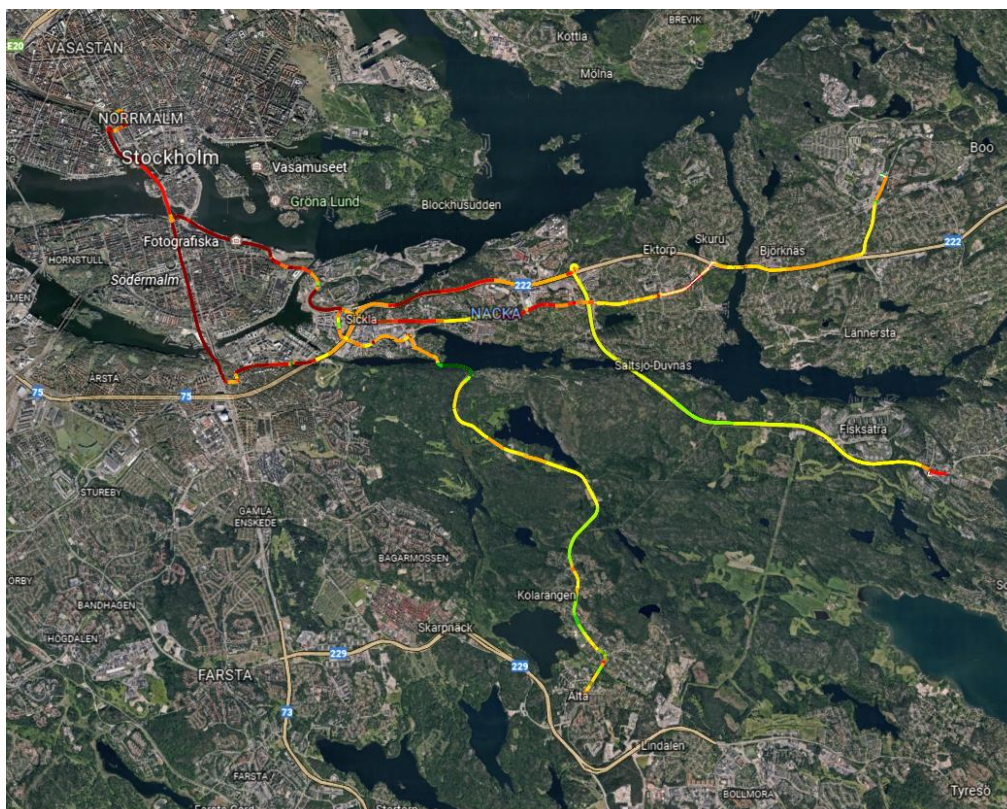 BREVIK
Kottla
E20
VASASTAN
Mölna
NORRMALM
Stockholm
Boo
Vasamuseet
Gröna Lund
Blockhusudden
Skuru
Ektorp
Björknäs
222
Fotografiska
HORNSTULL
Södermalm
222
Sickla
NACKA
Lännersta
ÅRSTA
Saltsjö-Duvnäs
75
75
Fisksätra
STUREBY
GAMLA
ENSKEDE
BAGARMOSSEN
BANDHAGEN
Kolarängen
HÖGDALEN
Skarpnäck
229
229
FARSTA
Älta
73
Lindalen
FARSTA
BOLLMORA
Tyresö